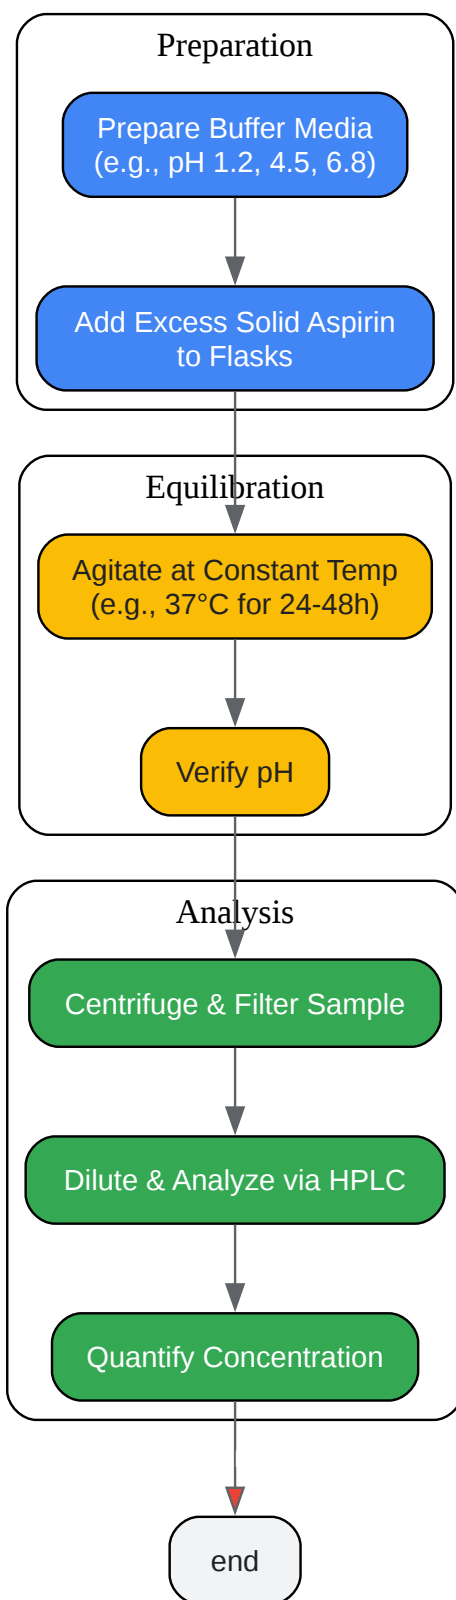 Preparation
Prepare Buffer Media
(e.g., pH 1.2, 4.5, 6.8)
Add Excess Solid Aspirin
to Flasks
Equilibration
Agitate at Constant Temp
(e.g., 37°C for 24-48h)
Verify pH
Analysis
Centrifuge & Filter Sample
Dilute & Analyze via HPLC
Quantify Concentration
end